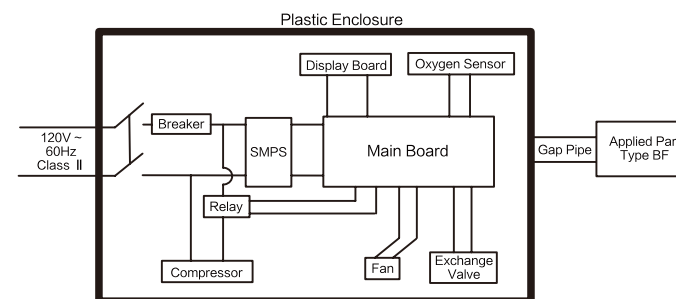 Plastic Enclosure
Display Board
Oxygen Sensor
Breaker
120V ~
60Hz
Class Ⅱ
SMPS
Main Board
Gap Pipe
Applied Par
Type BF
Relay
Compressor
Fan
Exchange
Valve